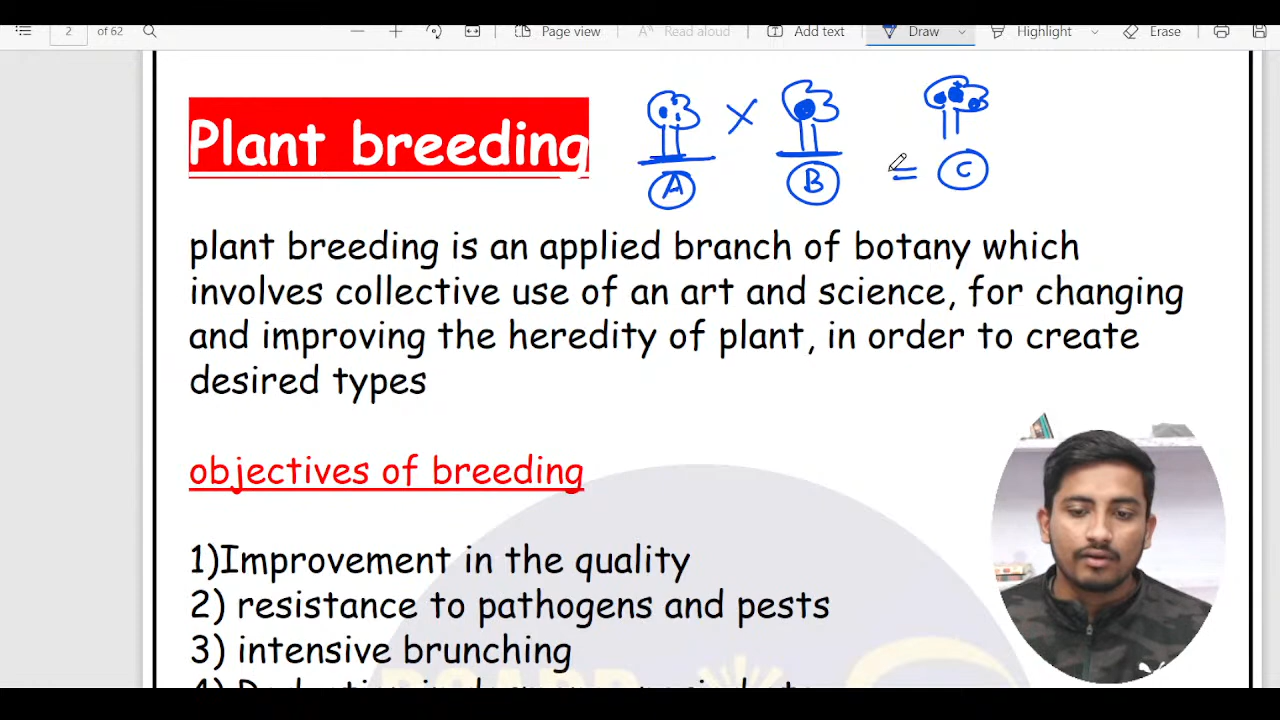 2 of 62 Page view Read aloud Add text Draw Highlight Erase
Plant breeding
A X B = C
plant breeding is an applied branch of botany which
involves collective use of an art and science, for changing
and improving the heredity of plant, in order to create
desired types
objectives of breeding
1)Improvement in the quality
2) resistance to pathogens and pests
3) intensive brunching